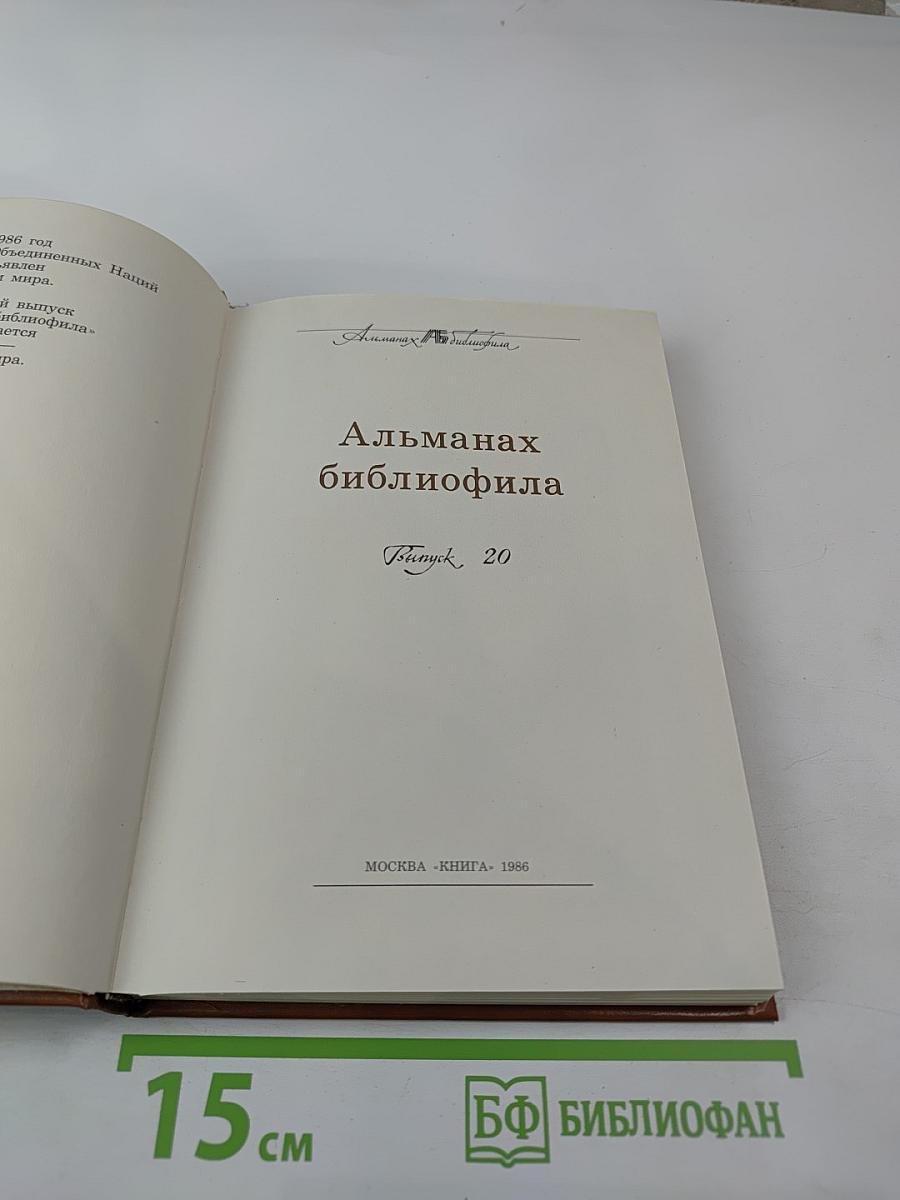 986 год
бъединенных Наций
ъявлен
м мира.
й выпуск
библиофила»
ается
ира.
Альманах АБ библиофила
Альманах
библиофила
Выпуск 20
МОСКВА «КНИГА» 1986
15 см
БФ БИБЛИОФАН